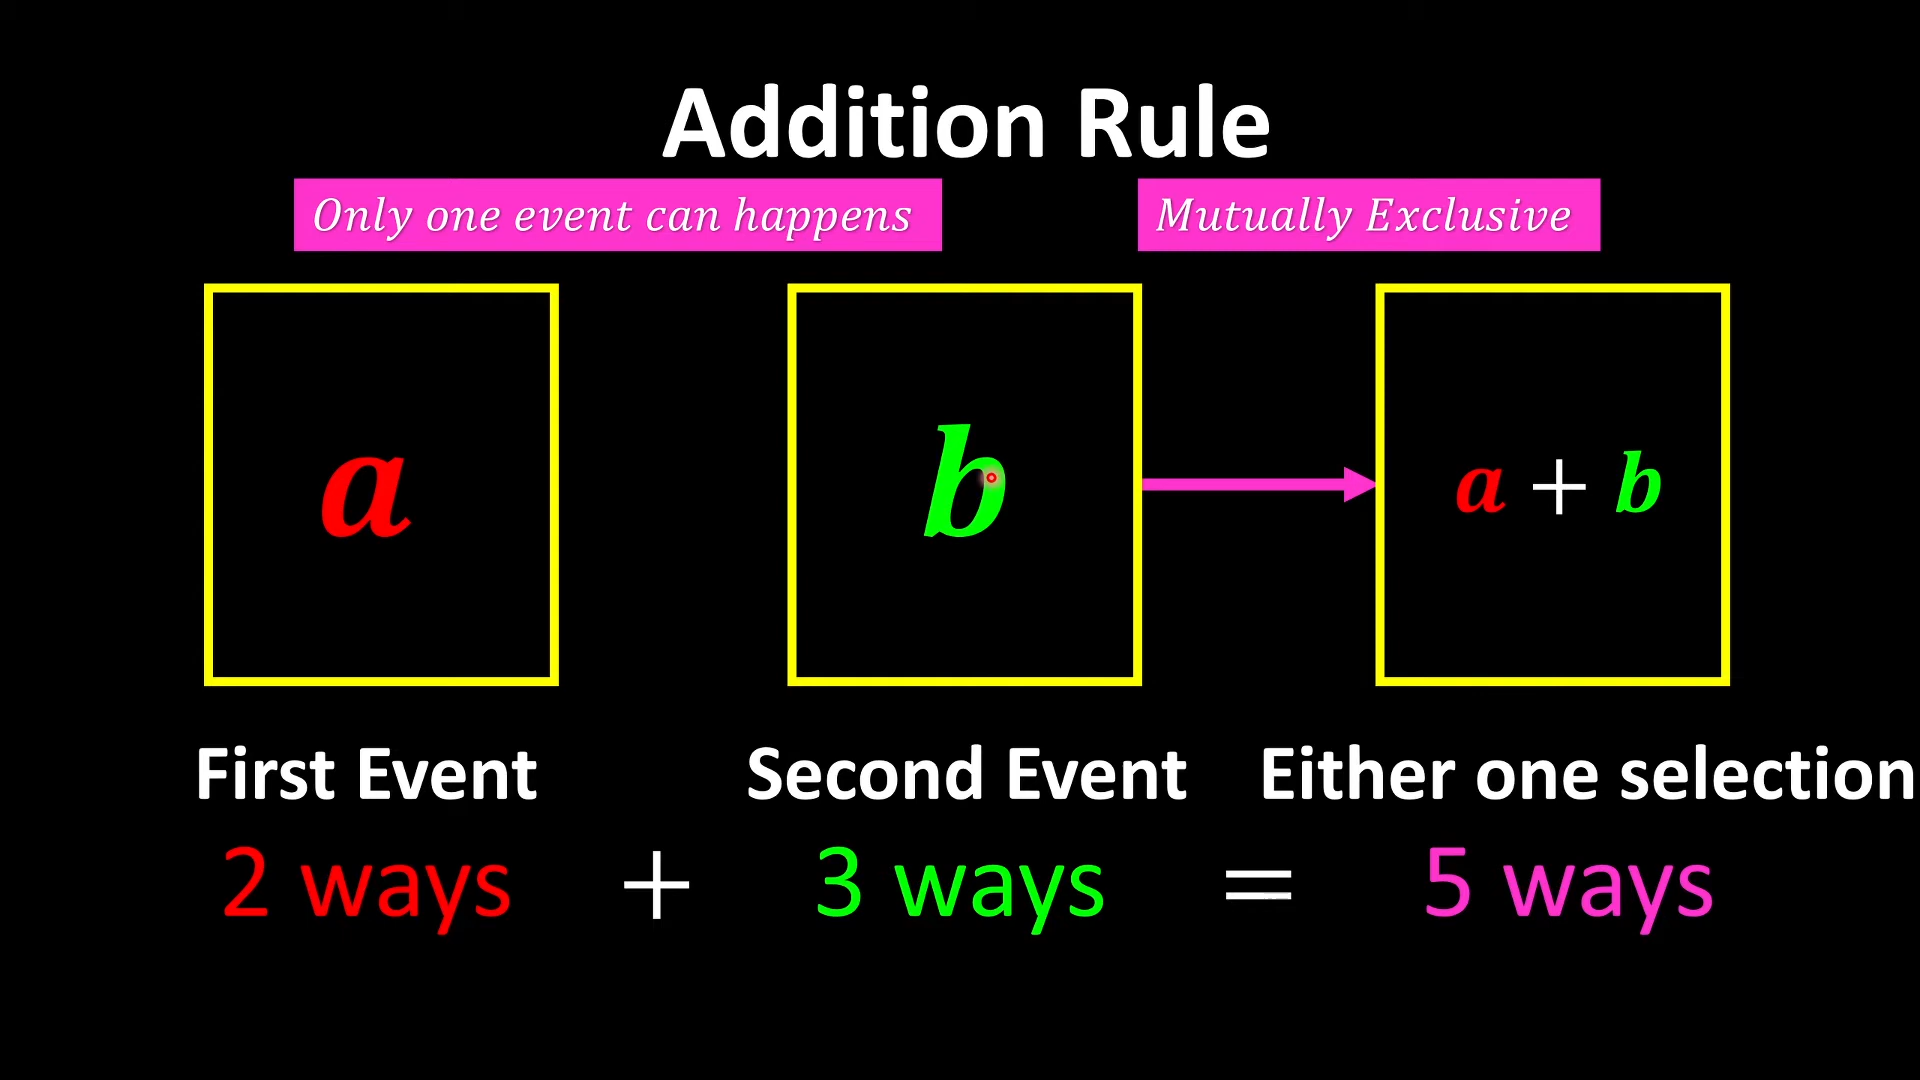 Addition Rule
Only one event can happens
Mutually Exclusive
a
b
a + b
First Event
Second Event
Either one selection
2 ways + 3 ways = 5 ways